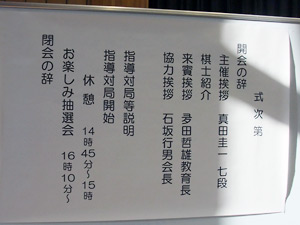 式次第
開会の辞
主催挨拶 真田圭一 七段
棋士紹介
来賓挨拶 夛田哲雄教育長
協力挨拶 石坂行男会長
指導対局等説明
指導対局開始
休憩 14時45分～15時
お楽しみ抽選会 16時10分～
閉会の辞